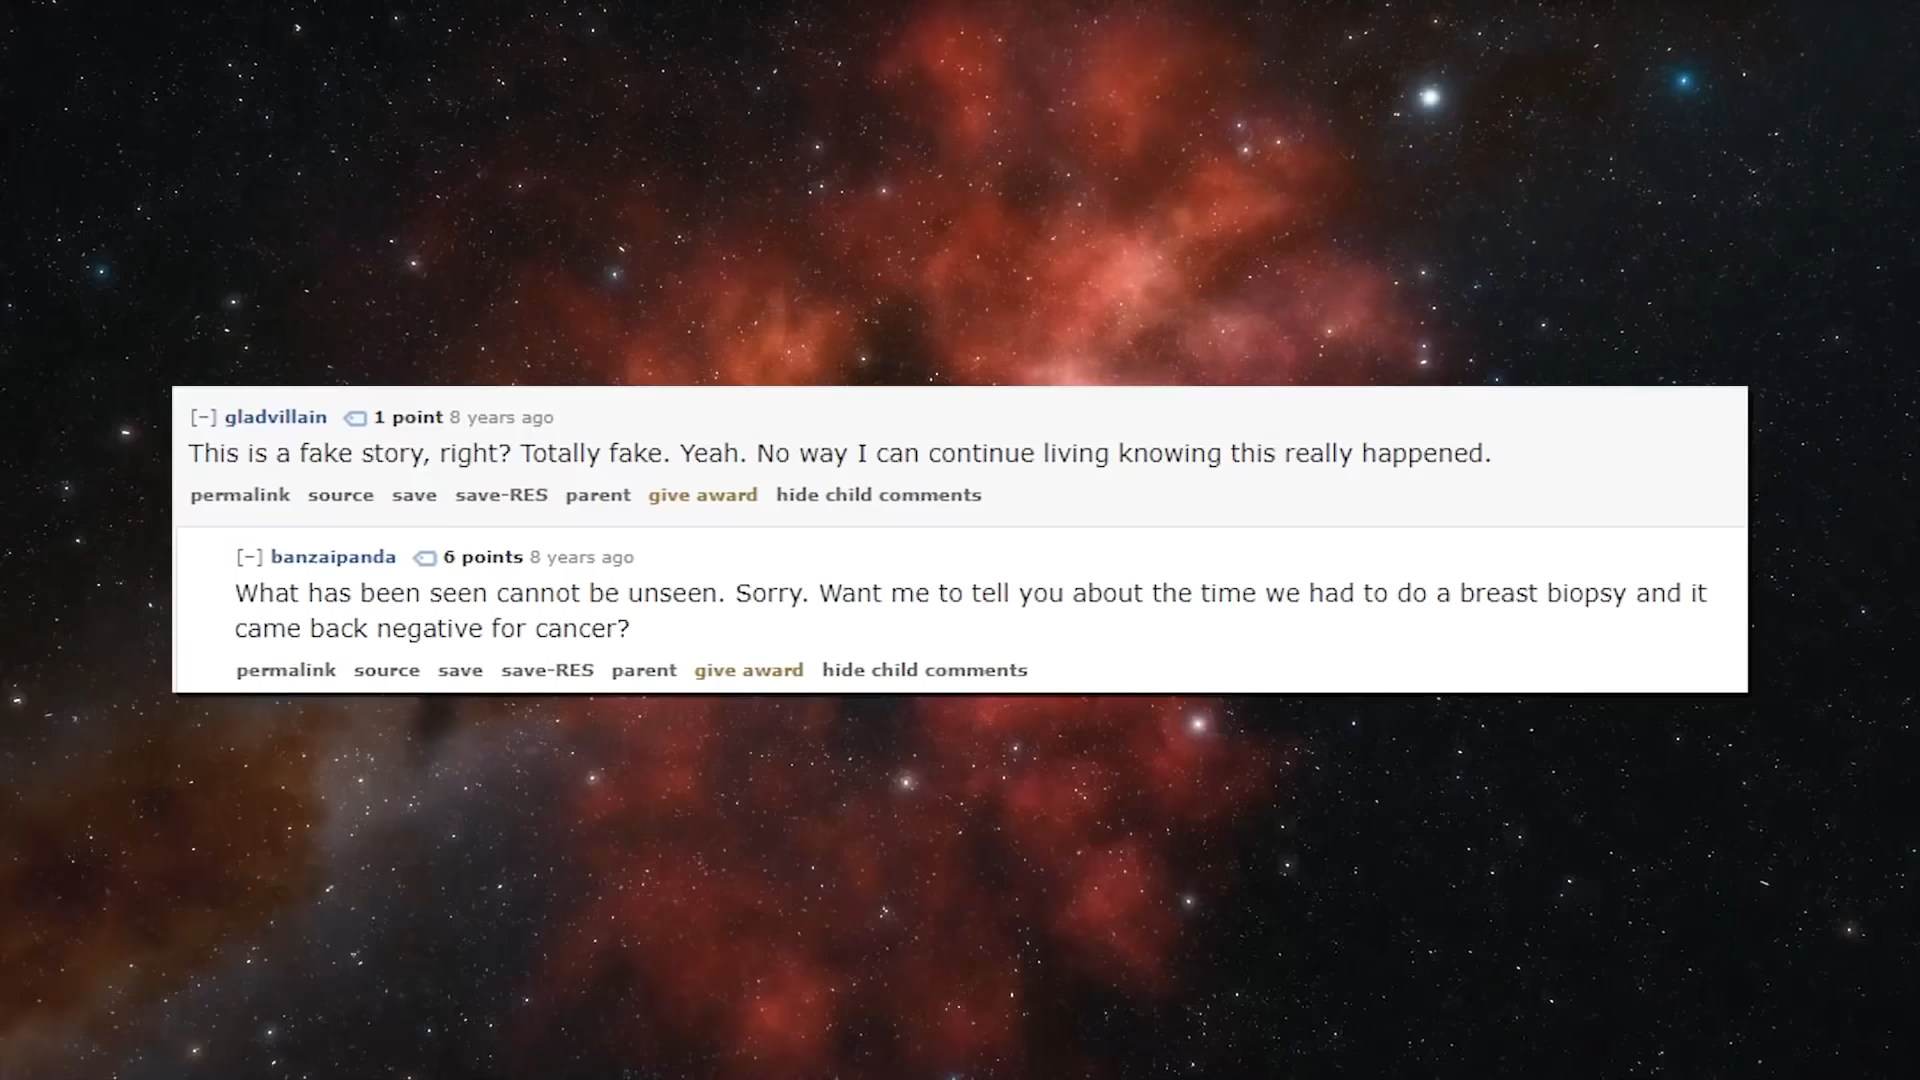 [-] gladvillain 1 point 8 years ago
This is a fake story, right? Totally fake. Yeah. No way I can continue living knowing this really happened.
permalink source save save-RES parent give award hide child comments
[-] banzaipanda 6 points 8 years ago
What has been seen cannot be unseen. Sorry. Want me to tell you about the time we had to do a breast biopsy and it
came back negative for cancer?
permalink source save save-RES parent give award hide child comments